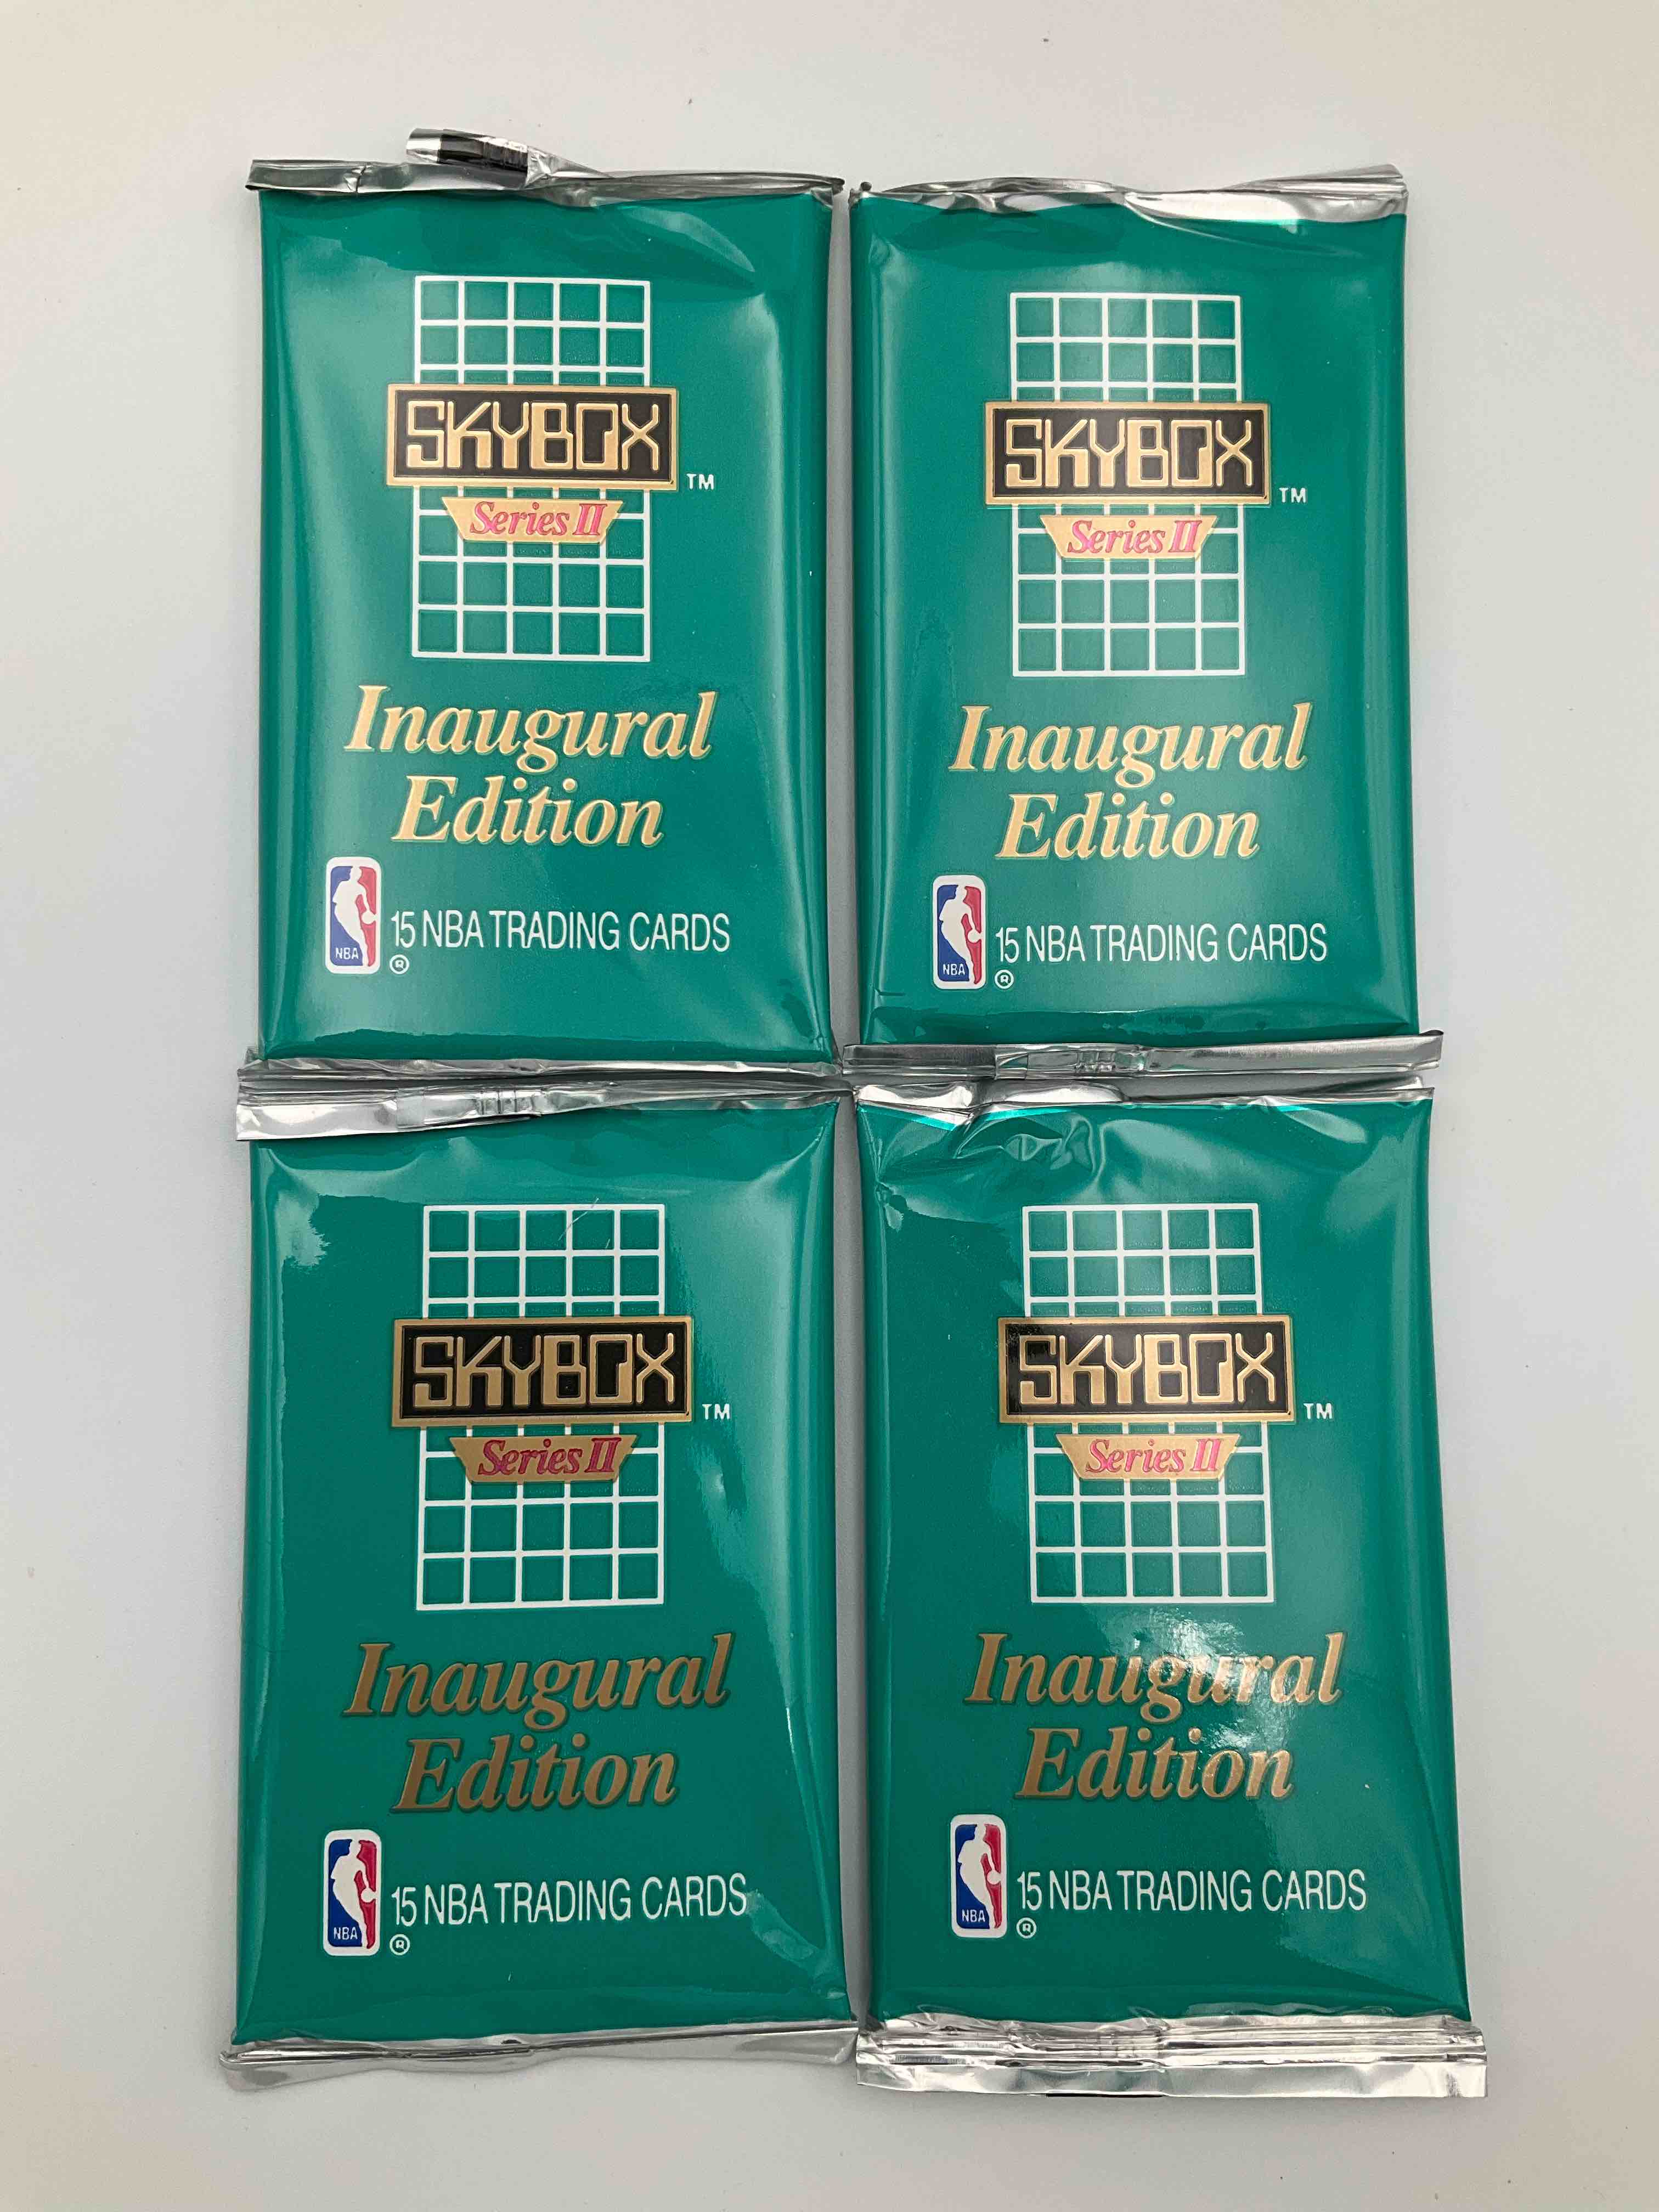 SKYBOX
TM
Series II
Inaugural
Edition
NBA
®
15 NBA TRADING CARDS
SKYBOX
TM
Series II
Inaugural
Edition
NBA
®
15 NBA TRADING CARDS
SKYBOX
TM
Series II
Inaugural
Edition
NBA
®
15 NBA TRADING CARDS
SKYBOX
TM
Series II
Inaugural
Edition
NBA
®
15 NBA TRADING CARDS